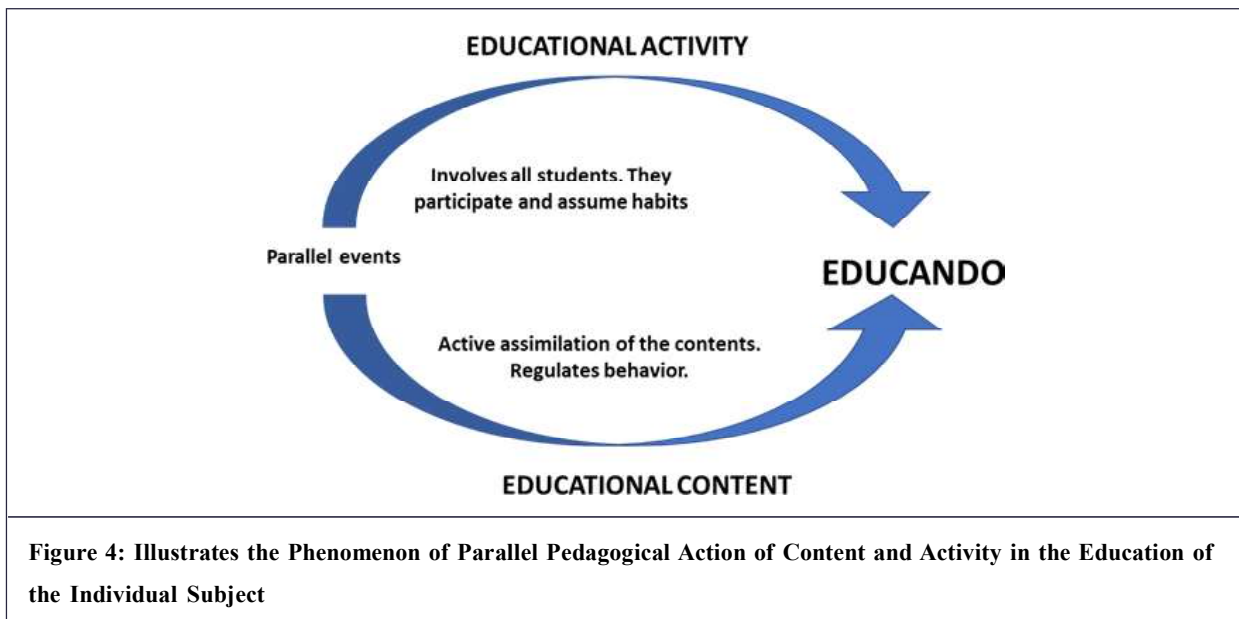 EDUCATIONAL ACTIVITY
Involves all students. They
participate and assume habits
Parallel events
EDUCANDO
Active assimilation of the contents.
Regulates behavior.
EDUCATIONAL CONTENT
Figure 4: Illustrates the Phenomenon of Parallel Pedagogical Action of Content and Activity in the Education of
the Individual Subject